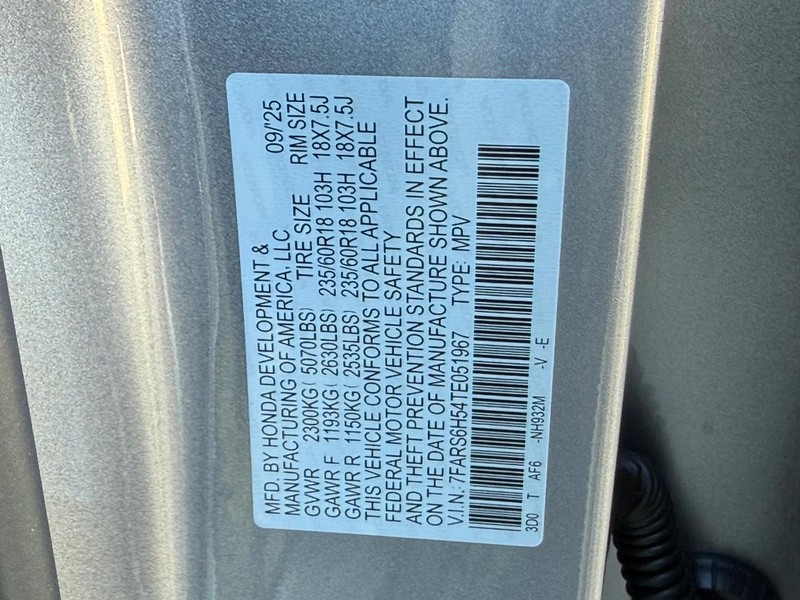 MFD. BY HONDA DEVELOPMENT & 09/'25
MANUFACTURING OF AMERICA, LLC TIRE SIZE RIM SIZE
GVWR 2300KG( 5070LBS)
GAWR F 1193KG( 2630LBS) 235/60R18 103H 18X7.5J
GAWR R 1150KG( 2535LBS) 235/60R18 103H 18X7.5J
THIS VEHICLE CONFORMS TO ALL APPLICABLE
FEDERAL MOTOR VEHICLE SAFETY
AND THEFT PREVENTION STANDARDS IN EFFECT
ON THE DATE OF MANUFACTURE SHOWN ABOVE.
V.I.N.: 7FARS6H54TE051967 TYPE: MPV
3D0 T AF6 -NH932M -V -E